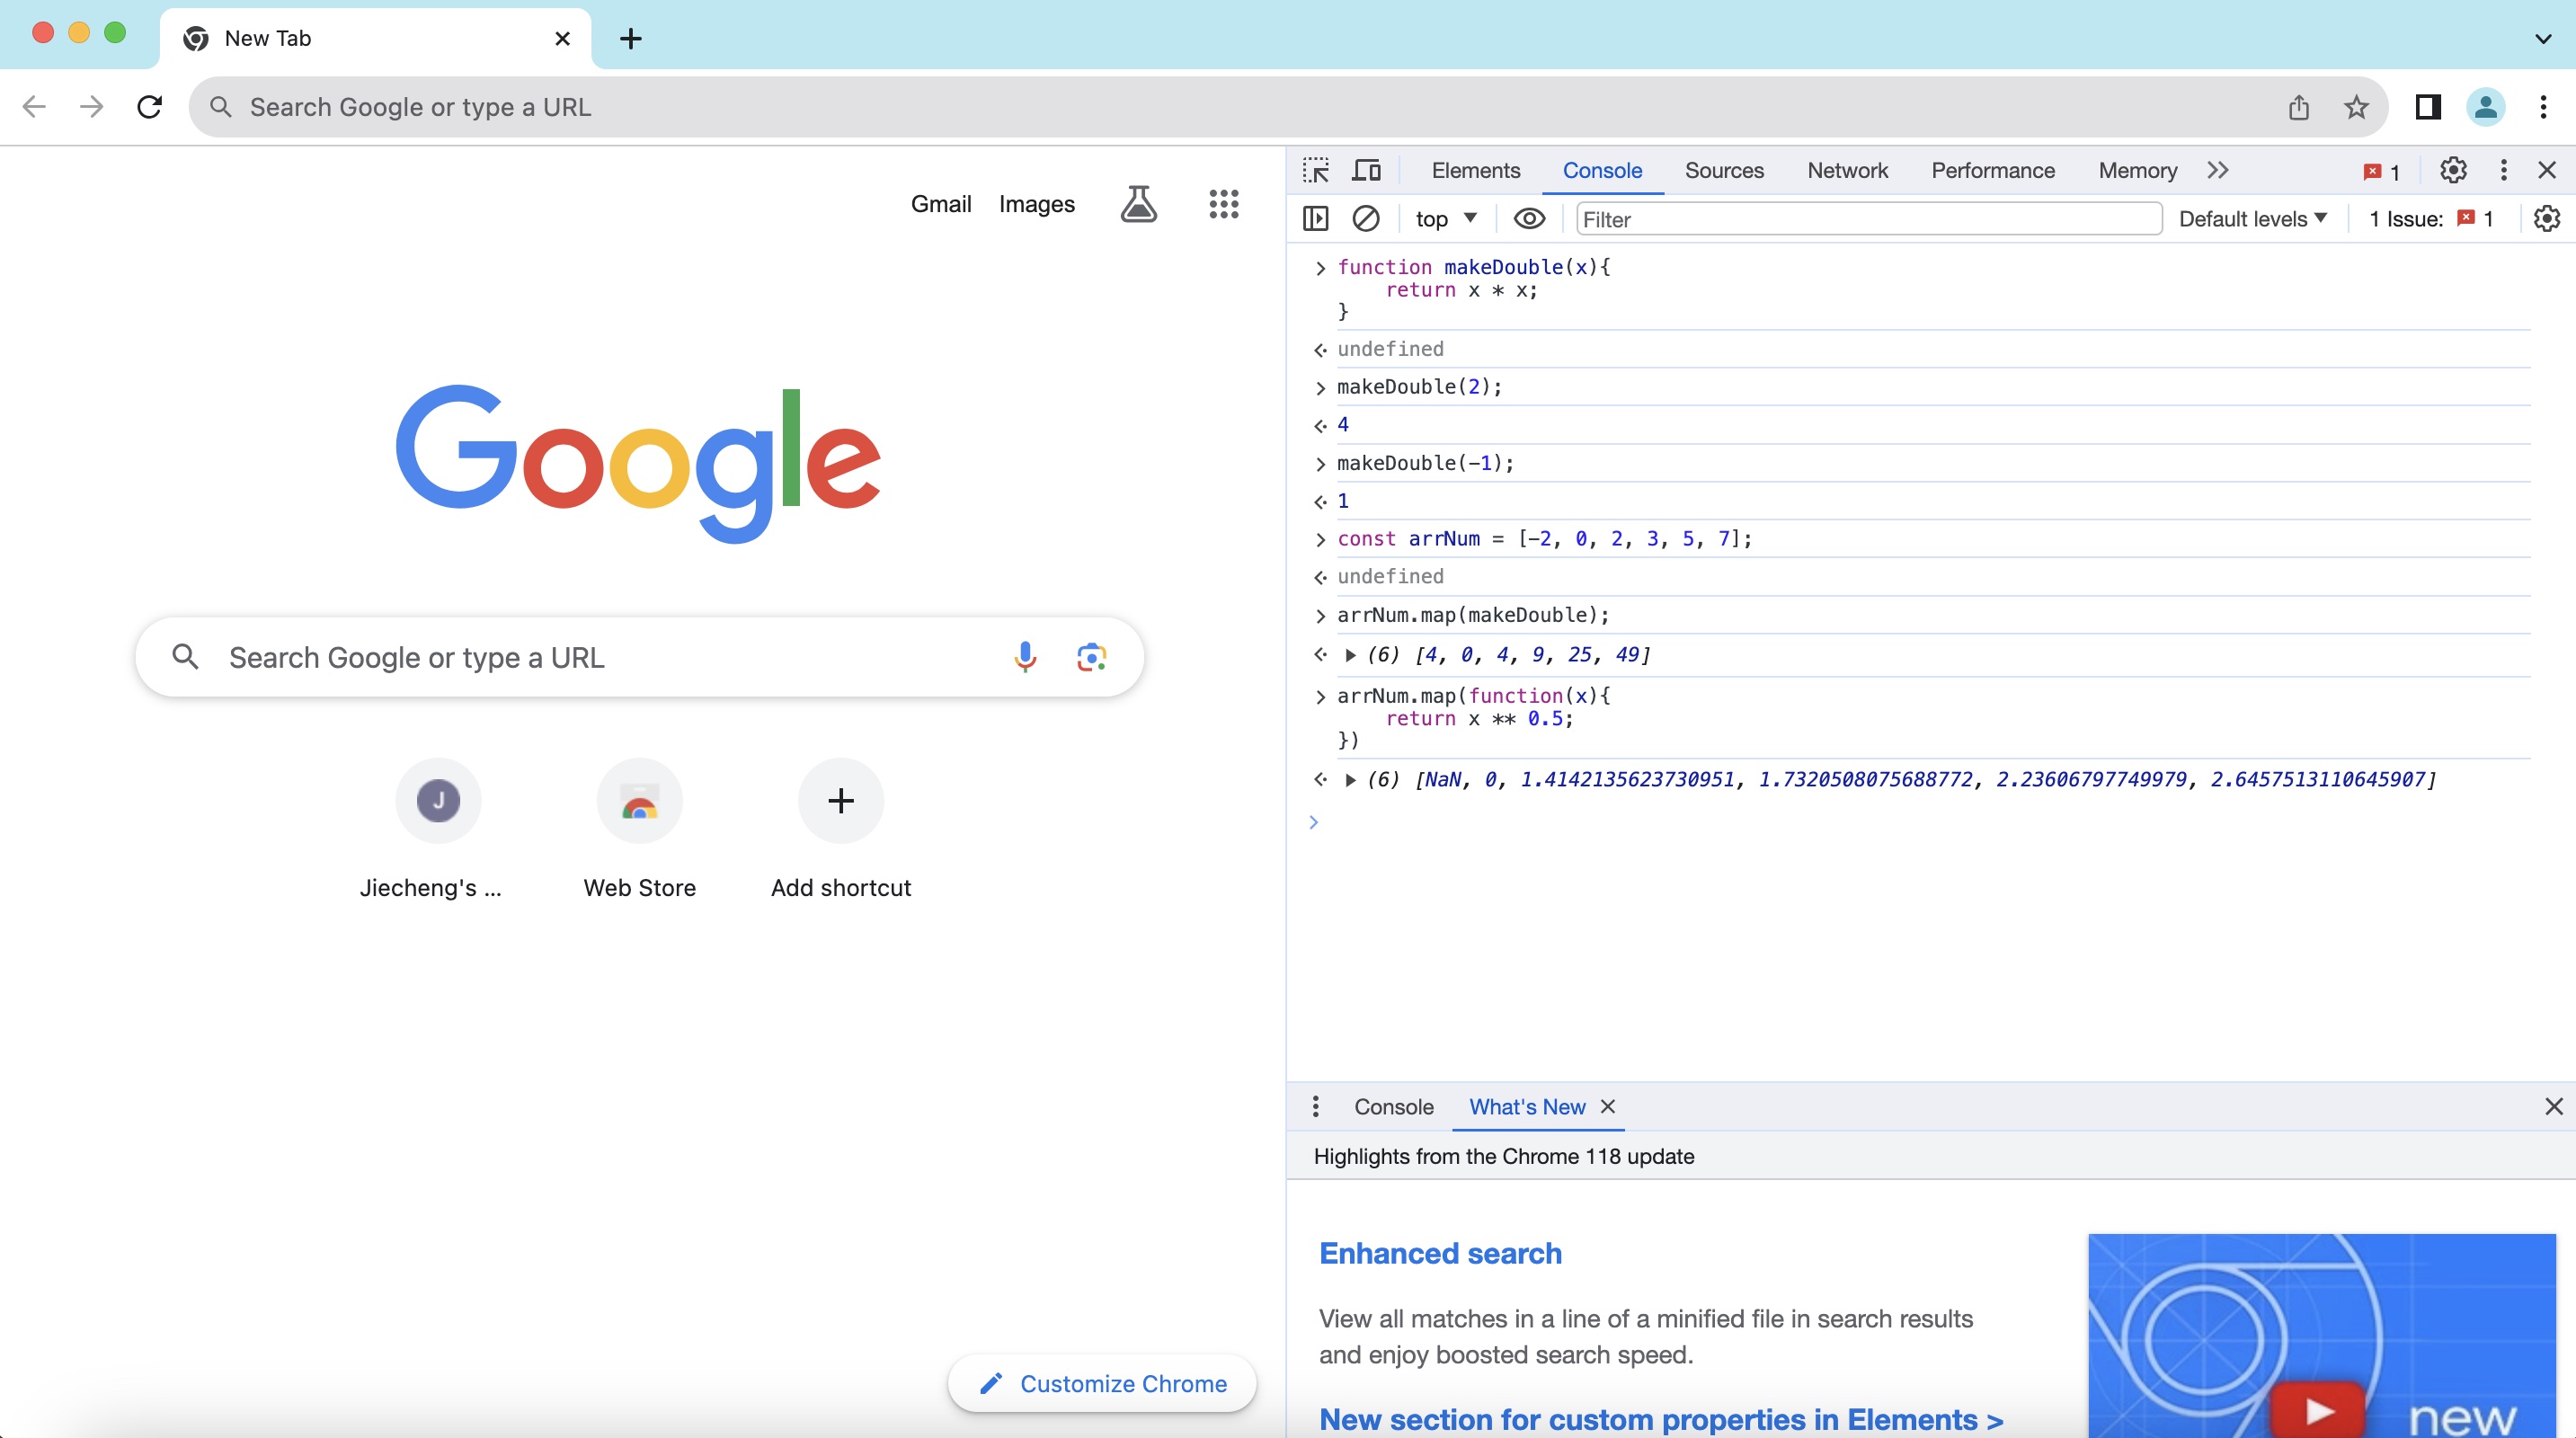 New Tab
Search Google or type a URL
Gmail Images
Google
Search Google or type a URL
J
Jiecheng's ...
Web Store
Add shortcut
Customize Chrome
Elements Console Sources Network Performance Memory 1
top Filter Default levels 1 Issue: 1
function makeDouble(x){
return x * x;
}
undefined
makeDouble(2);
4
makeDouble(-1);
1
const arrNum = [-2, 0, 2, 3, 5, 7];
undefined
arrNum.map(makeDouble);
(6) [4, 0, 4, 9, 25, 49]
arrNum.map(function(x){
return x ** 0.5;
})
(6) [NaN, 0, 1.4142135623730951, 1.7320508075688772, 2.23606797749979, 2.6457513110645907]
Console What's New
Highlights from the Chrome 118 update
Enhanced search
View all matches in a line of a minified file in search results
and enjoy boosted search speed.
New section for custom properties in Elements >
new